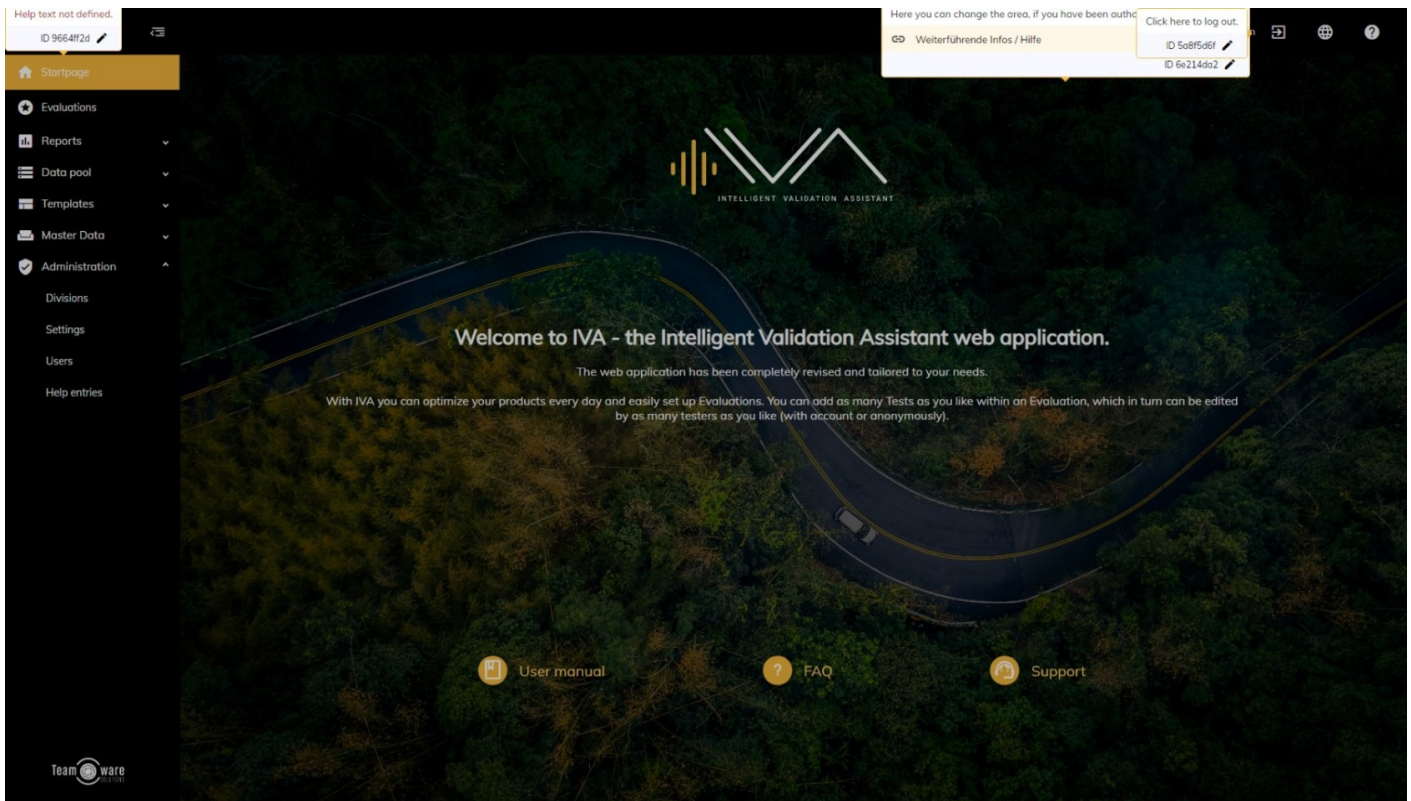 Help text not defined.
ID 9664ff2d
Here you can change the area, if you have been
Weiterführende Infos / Hilfe
ID 6e214da2
Click here to log out.
ID 5a8f5d6f
Startpage
Evaluations
Reports
Data pool
Templates
Master Data
Administration
Divisions
Settings
Users
Help entries
IVA
INTELLIGENT VALIDATION ASSISTANT
Welcome to IVA - the Intelligent Validation Assistant web application.
The web application has been completely revised and tailored to your needs.
With IVA you can optimize your products every day and easily set up Evaluations. You can add as many Tests as you like within an Evaluation, which in turn can be edited
by as many testers as you like (with account or anonymously).
User manual
FAQ
Support
Team ware